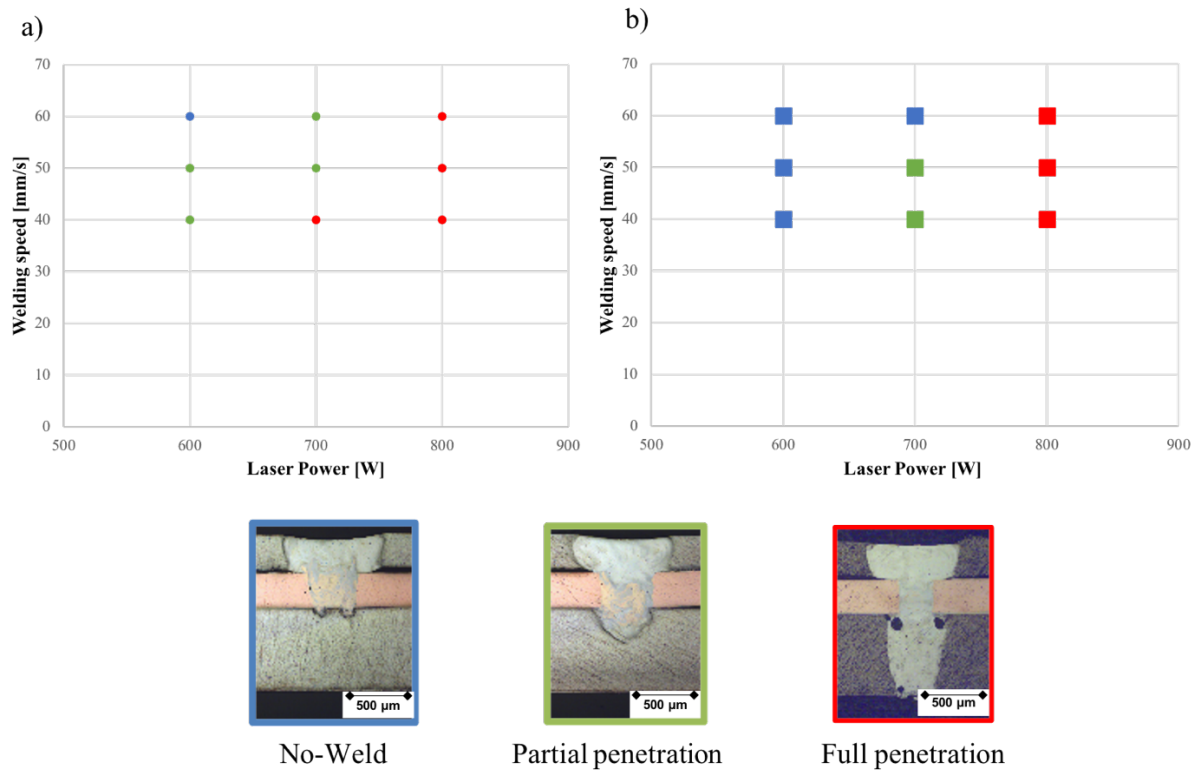 a)
b)
70
60
50
40
30
20
10
0
500 600 700 800 900
Welding speed [mm/s]
Laser Power [W]
70
60
50
40
30
20
10
0
500 600 700 800 900
Welding speed [mm/s]
Laser Power [W]
500 µm
500 µm
500 µm
No-Weld
Partial penetration
Full penetration